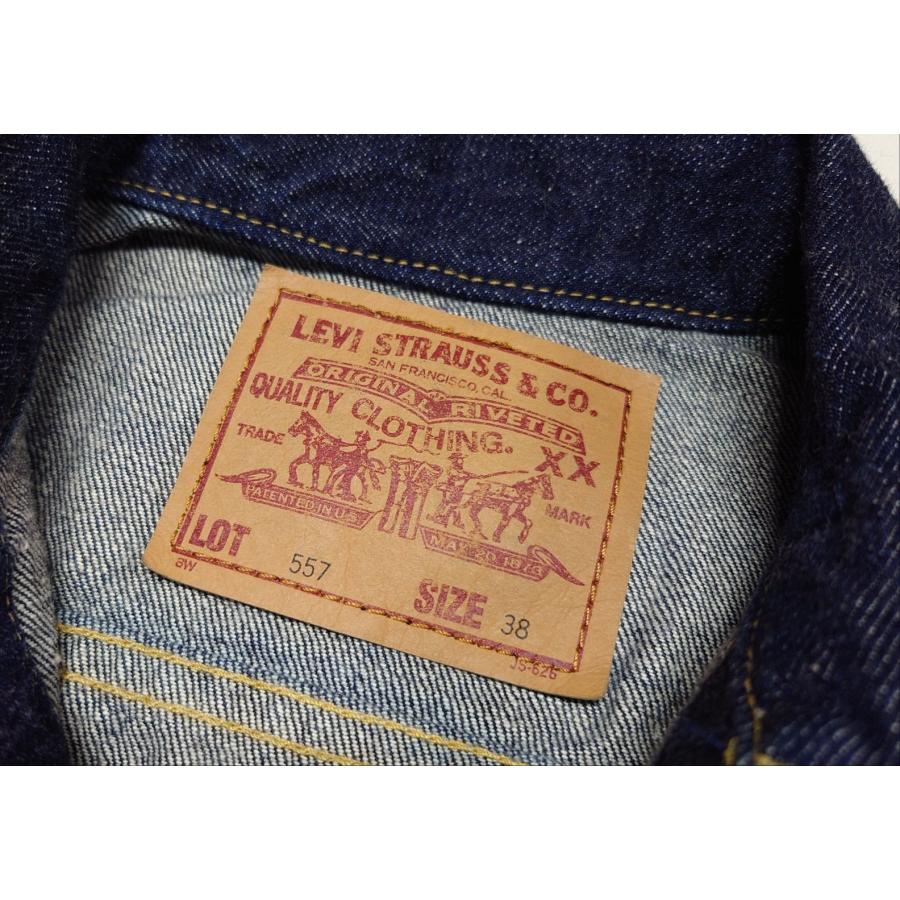 LEVI STRAUSS & CO.
SAN FRANCISCO, CAL.
ORIGINAL RIVETED
QUALITY CLOTHING.
XX
TRADE MARK
PATENTED IN U.S.
MAY 20 1873
LOT 557
SIZE 38
JS-626